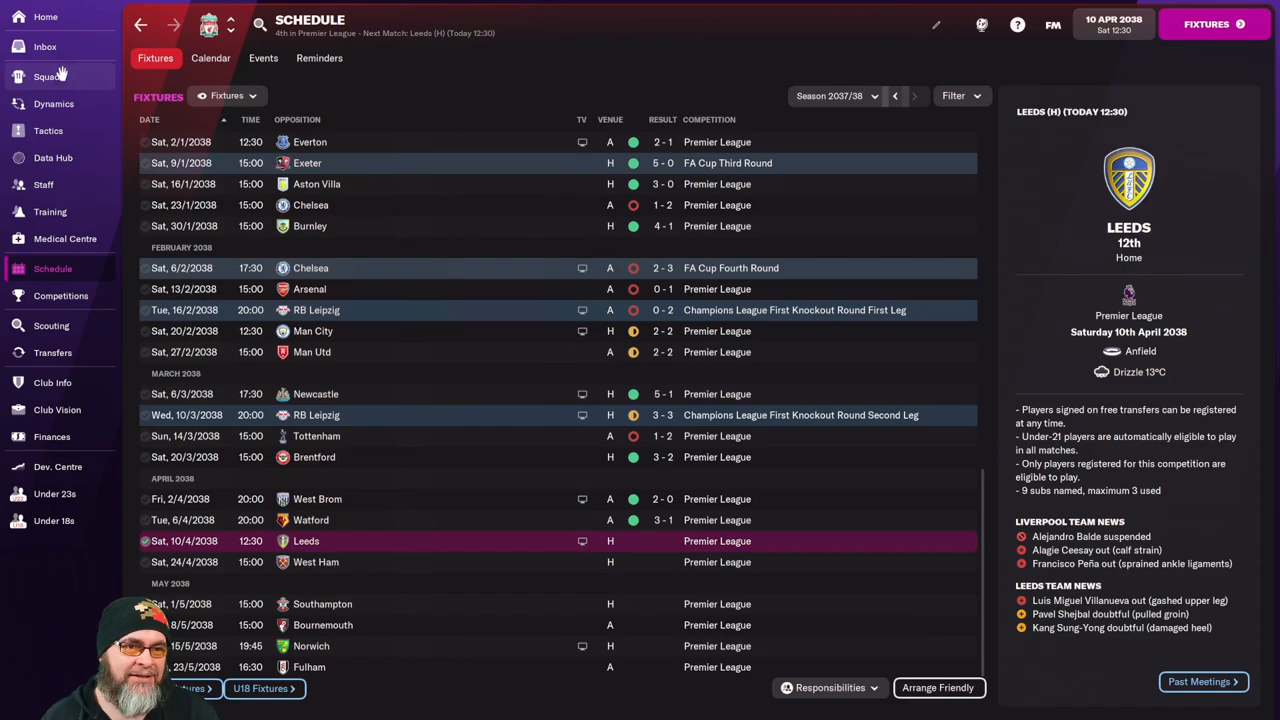 Home
Inbox
Squad
Dynamics
Tactics
Data Hub
Staff
Training
Medical Centre
Schedule
Competitions
Scouting
Transfers
Club Info
Club Vision
Finances
Dev. Centre
Under 23s
Under 18s
SCHEDULE
4th in Premier League - Next Match: Leeds (H) (Today 12:30)
FM
10 APR 2038
Sat 12:30
FIXTURES
Fixtures Calendar Events Reminders
FIXTURES Fixtures Season 2037/38 Filter
DATE TIME OPPOSITION TV VENUE RESULT COMPETITION
Sat, 2/1/2038 12:30 Everton A 2 - 1 Premier League
Sat, 9/1/2038 15:00 Exeter H 5 - 0 FA Cup Third Round
Sat, 16/1/2038 15:00 Aston Villa H 3 - 0 Premier League
Sat, 23/1/2038 15:00 Chelsea A 1 - 2 Premier League
Sat, 30/1/2038 15:00 Burnley H 4 - 1 Premier League
FEBRUARY 2038
Sat, 6/2/2038 17:30 Chelsea A 2 - 3 FA Cup Fourth Round
Sat, 13/2/2038 15:00 Arsenal A 0 - 1 Premier League
Tue, 16/2/2038 20:00 RB Leipzig A 0 - 2 Champions League First Knockout Round First Leg
Sat, 20/2/2038 12:30 Man City H 2 - 2 Premier League
Sat, 27/2/2038 15:00 Man Utd A 2 - 2 Premier League
MARCH 2038
Sat, 6/3/2038 17:30 Newcastle H 5 - 1 Premier League
Wed, 10/3/2038 20:00 RB Leipzig H 3 - 3 Champions League First Knockout Round Second Leg
Sun, 14/3/2038 15:00 Tottenham A 1 - 2 Premier League
Sat, 20/3/2038 15:00 Brentford H 3 - 2 Premier League
APRIL 2038
Fri, 2/4/2038 20:00 West Brom A 2 - 0 Premier League
Tue, 6/4/2038 20:00 Watford A 3 - 1 Premier League
Sat, 10/4/2038 12:30 Leeds H Premier League
Sat, 24/4/2038 15:00 West Ham H Premier League
MAY 2038
Sat, 1/5/2038 15:00 Southampton H Premier League
8/5/2038 15:00 Bournemouth A Premier League
15/5/2038 19:45 Norwich H Premier League
23/5/2038 16:30 Fulham A Premier League
U18 Fixtures Responsibilities Arrange Friendly
LEEDS (H) (TODAY 12:30)
LEEDS
12th
Home
Premier League
Saturday 10th April 2038
Anfield
Drizzle 13°C
- Players signed on free transfers can be registered
at any time.
- Under-21 players are automatically eligible to play
in all matches.
- Only players registered for this competition are
eligible to play.
- 9 subs named, maximum 3 used
LIVERPOOL TEAM NEWS
Alejandro Balde suspended
Alagie Ceesay out (calf strain)
Francisco Peña out (sprained ankle ligaments)
LEEDS TEAM NEWS
Luis Miguel Villanueva out (gashed upper leg)
Pavel Shejbal doubtful (pulled groin)
Kang Sung-Yong doubtful (damaged heel)
Past Meetings